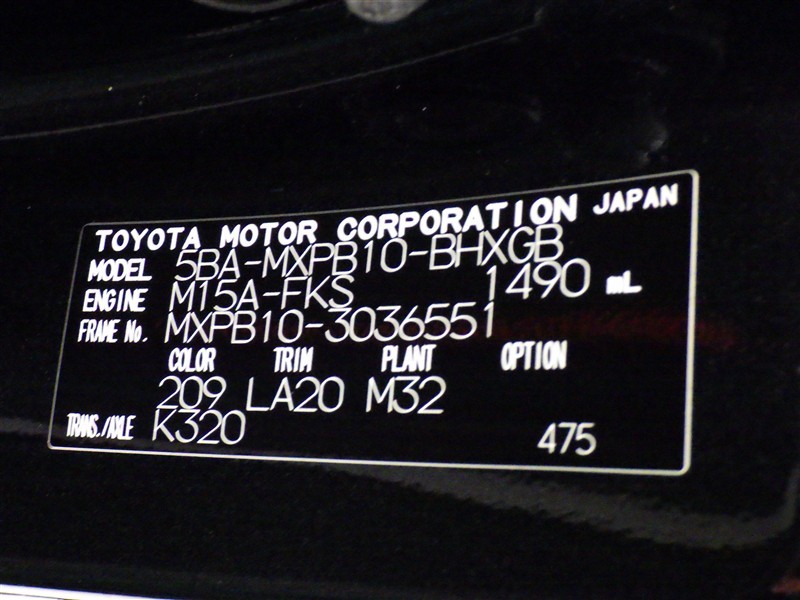 TOYOTA MOTOR CORPORATION JAPAN
MODEL 5BA-MXPB10-BHXGB
ENGINE M15A-FKS 1490 mL
FRAME No. MXPB10-3036551
COLOR TRIM PLANT OPTION
209 LA20 M32
TRANS./AXLE K320 475